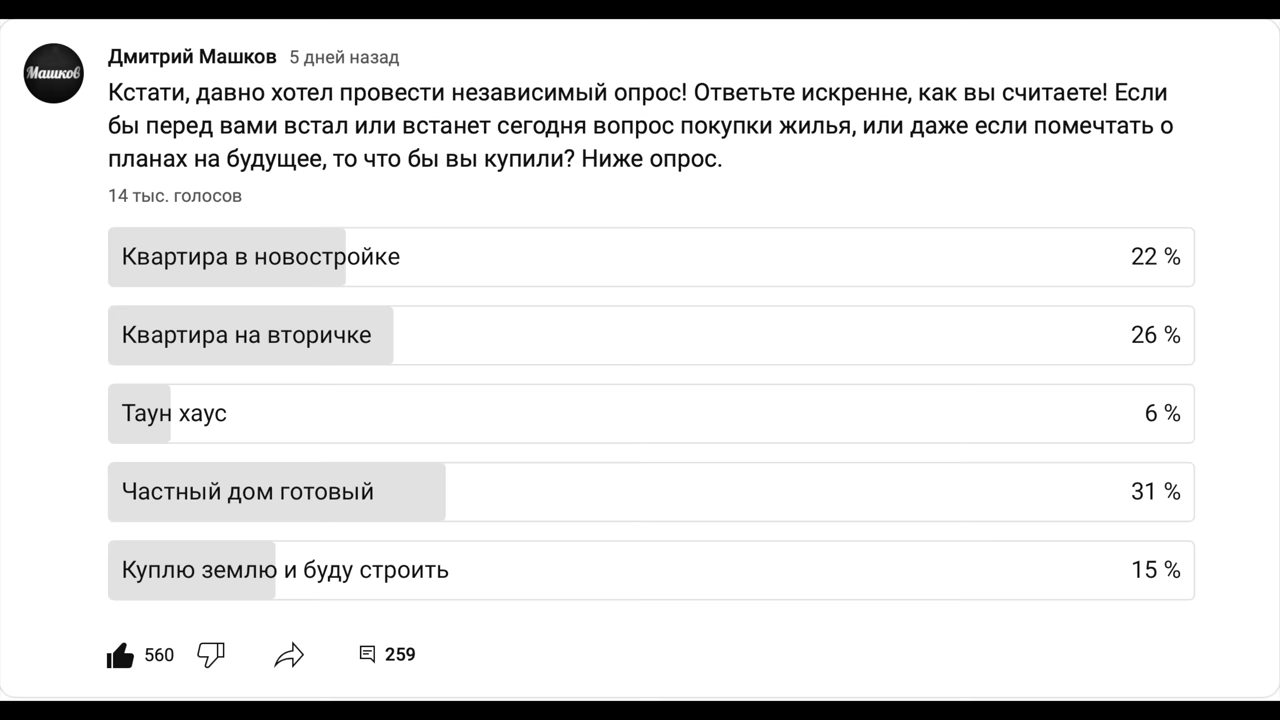 Машков
Дмитрий Машков 5 дней назад
Кстати, давно хотел провести независимый опрос! Ответьте искренне, как вы считаете! Если
бы перед вами встал или встанет сегодня вопрос покупки жилья, или даже если помечтать о
планах на будущее, то что бы вы купили? Ниже опрос.
14 тыс. голосов
Квартира в новостройке 22 %
Квартира на вторичке 26 %
Таун хаус 6 %
Частный дом готовый 31 %
Куплю землю и буду строить 15 %
560 259